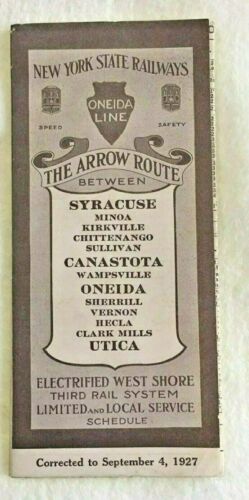 NEW YORK STATE RAILWAYS
ONEIDA
LINE
SPEED
SAFETY
THE ARROW ROUTE
BETWEEN
SYRACUSE
MINOA
KIRKVILLE
CHITTENANGO
SULLIVAN
CANASTOTA
WAMPSVILLE
ONEIDA
SHERRILL
VERNON
HECLA
CLARK MILLS
UTICA
ELECTRIFIED WEST SHORE
THIRD RAIL SYSTEM
LIMITED AND LOCAL SERVICE
SCHEDULE
Corrected to September 4, 1927